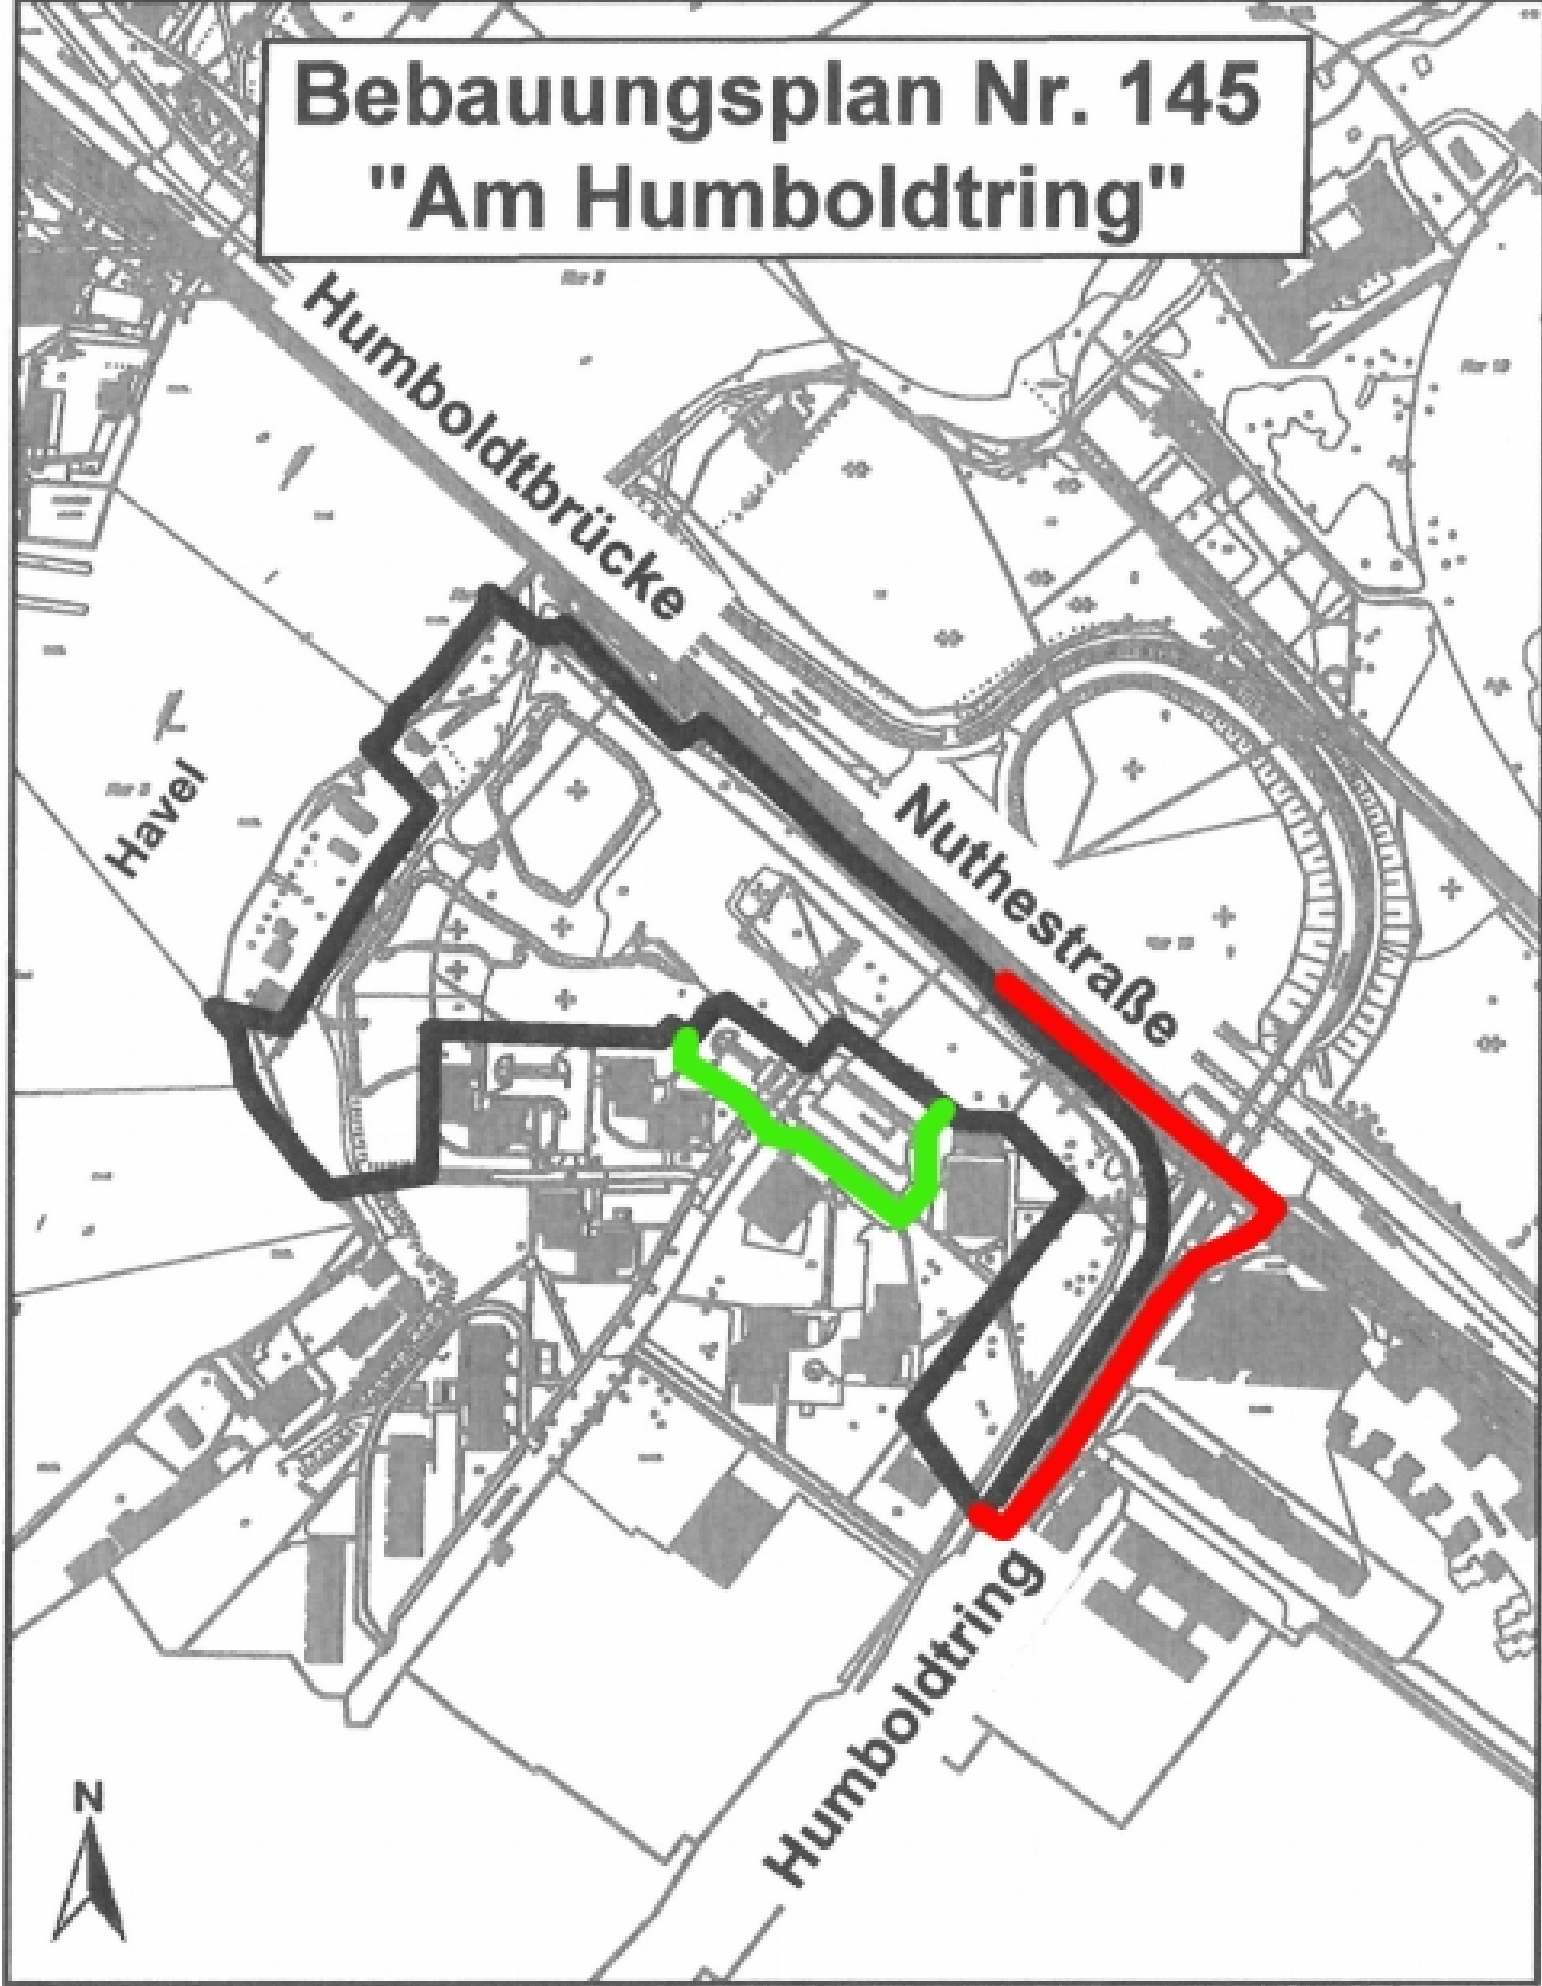 Bebauungsplan Nr. 145
"Am Humboldtring"
Humboldtbrücke
Nuthestraße
Havel
Humboldtring
N